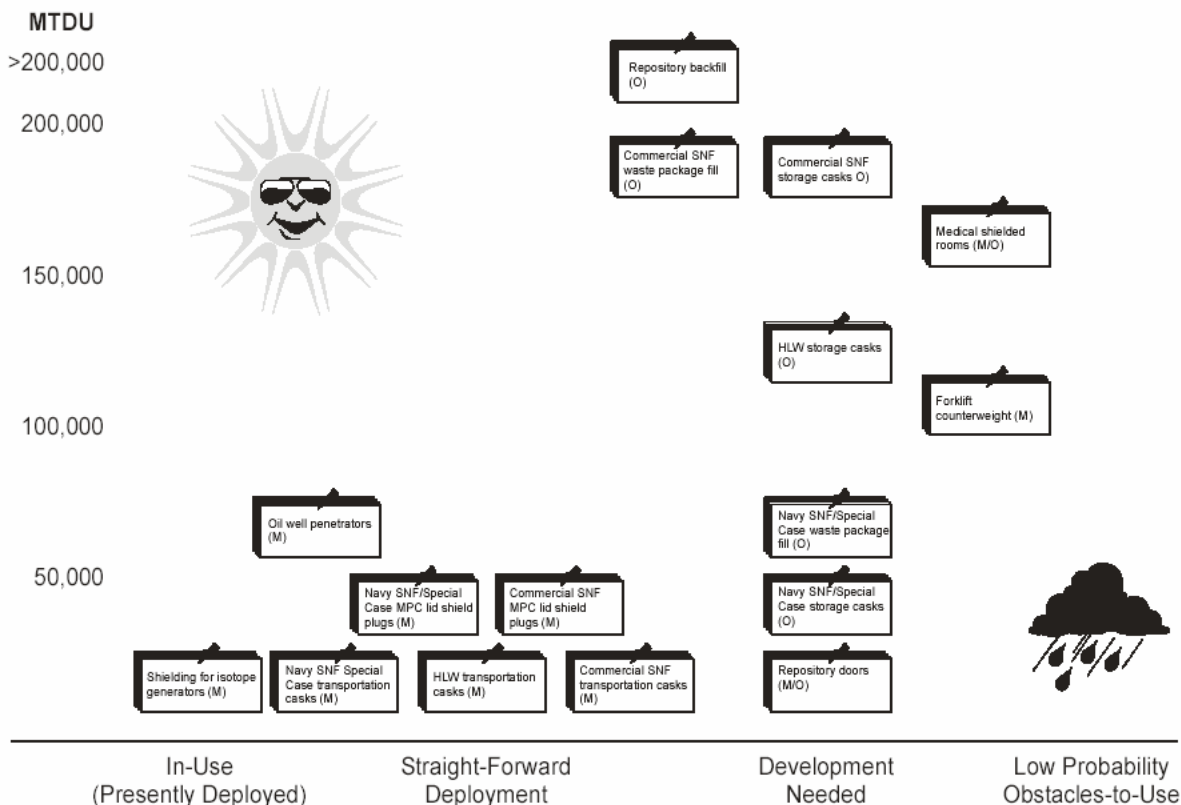 MTDU
>200,000
Repository backfill
(O)
200,000
Commercial SNF
waste package fill
(O)
Commercial SNF
storage casks O)
Medical shielded
rooms (M/O)
150,000
HLW storage casks
(O)
Forklift
counterweight (M)
100,000
Oil well penetrators
(M)
Navy SNF/Special
Case waste package
fill (O)
50,000
Navy SNF/Special
Case MPC lid shield
plugs (M)
Commercial SNF
MPC lid shield
plugs (M)
Navy SNF/Special
Case storage casks
(O)
Shielding for isotope
generators (M)
Navy SNF Special
Case transportation
casks (M)
HLW transportation
casks (M)
Commercial SNF
transportation casks
(M)
Repository doors
(M/O)
In-Use
(Presently Deployed)
Straight-Forward
Deployment
Development
Needed
Low Probability
Obstacles-to-Use